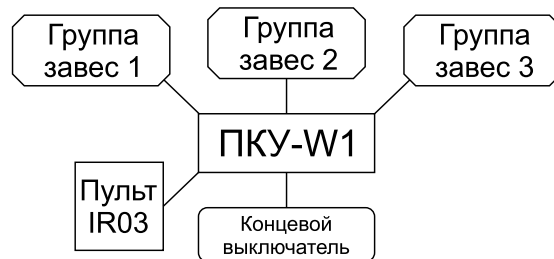 Группа
завес 1
Группа
завес 2
Группа
завес 3
ПКУ-W1
Пульт
IR03
Концевой
выключатель